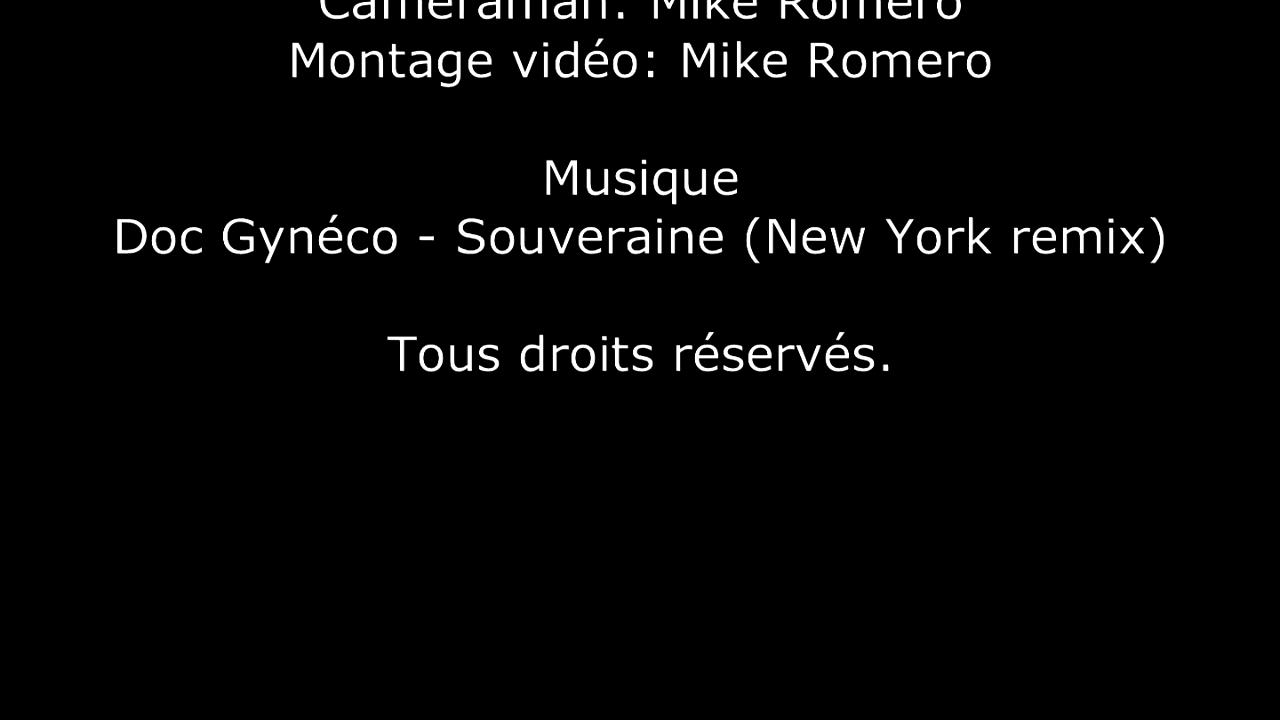 Cameraman: Mike Romero
Montage vidéo: Mike Romero
Musique
Doc Gynéco - Souveraine (New York remix)
Tous droits réservés.